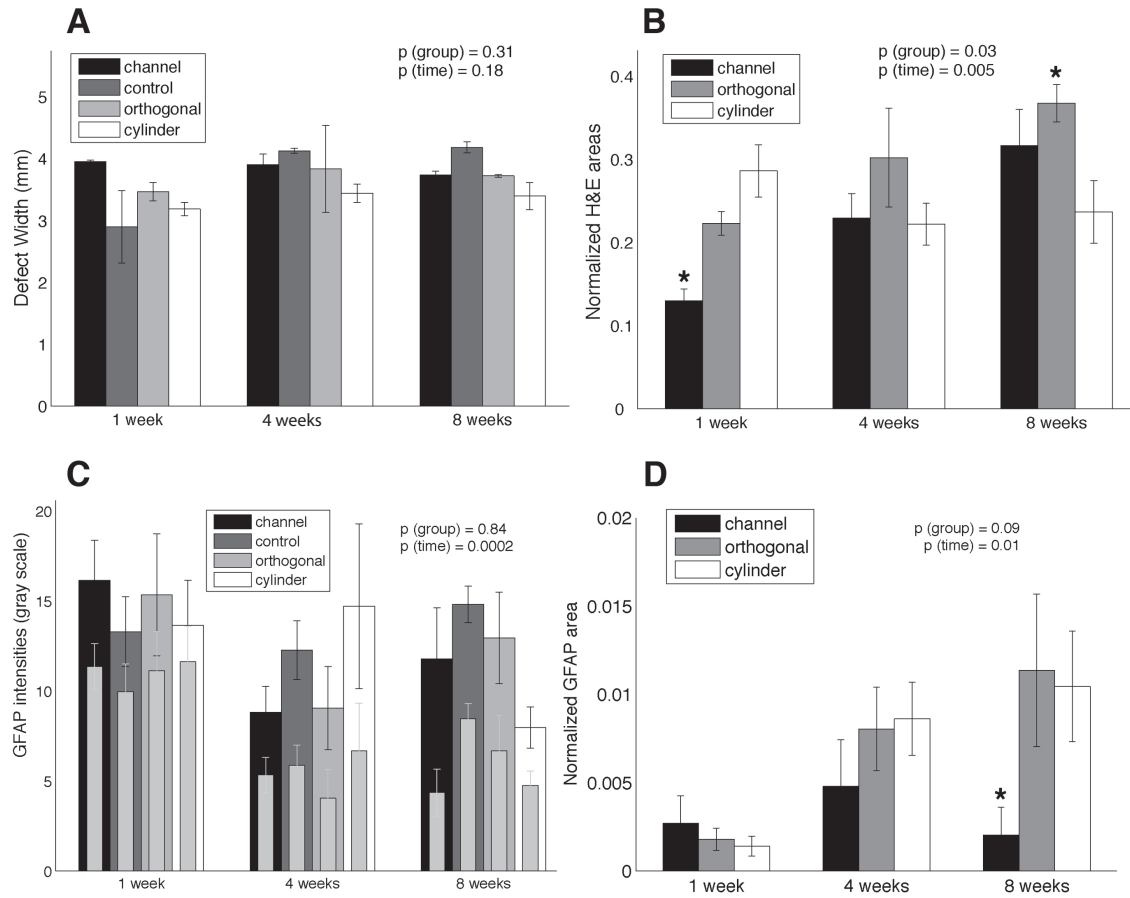 A
p (group) = 0.31
p (time) = 0.18
channel
control
orthogonal
cylinder
Defect Width (mm)
5
4
3
2
1
0
1 week
4 weeks
8 weeks
B
p (group) = 0.03
p (time) = 0.005
channel
orthogonal
cylinder
*
*
Normalized H&E areas
0.4
0.3
0.2
0.1
0
1 week
4 weeks
8 weeks
C
channel
control
orthogonal
cylinder
p (group) = 0.84
p (time) = 0.0002
GFAP intensities (gray scale)
20
15
10
5
0
1 week
4 weeks
8 weeks
D
channel
orthogonal
cylinder
p (group) = 0.09
p (time) = 0.01
*
Normalized GFAP area
0.02
0.015
0.01
0.005
0
1 week
4 weeks
8 weeks